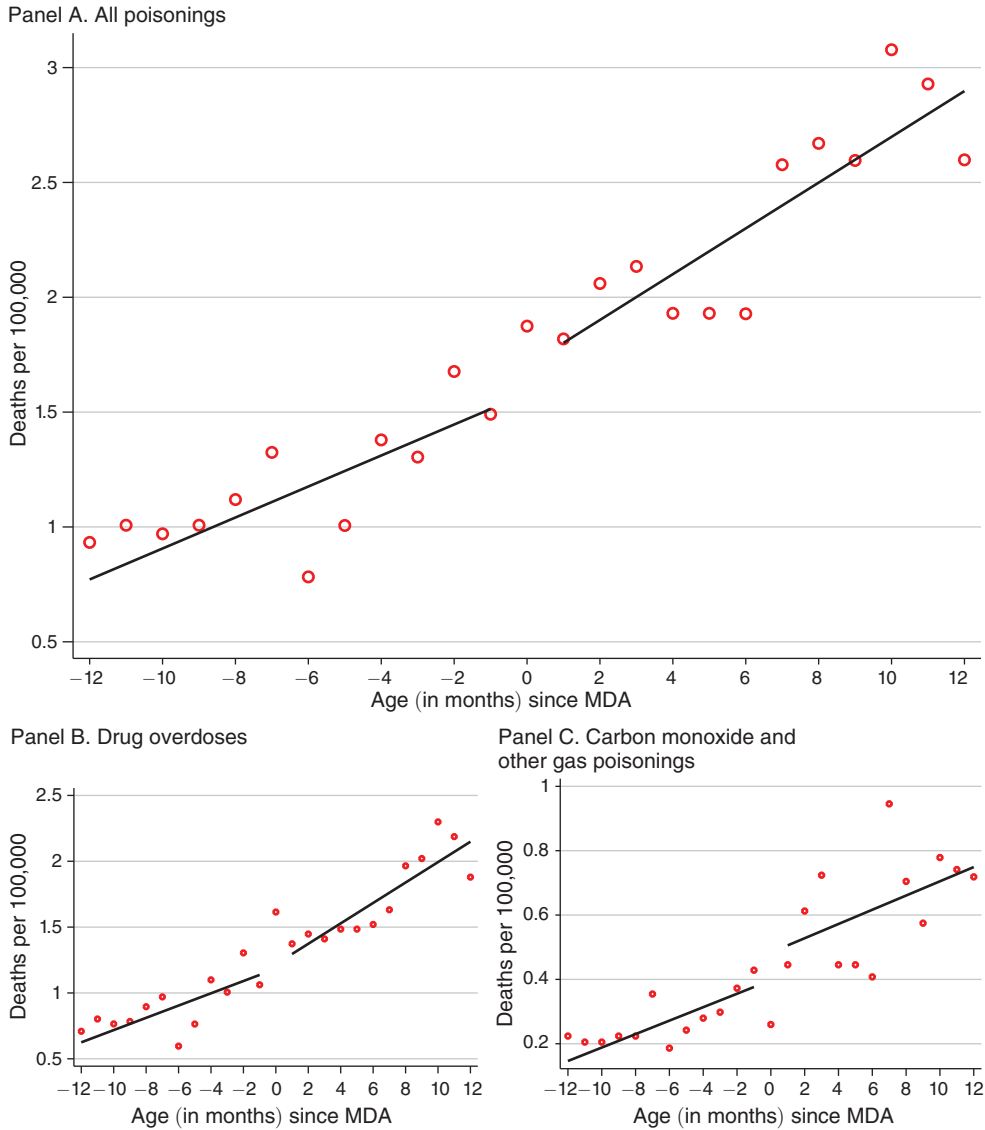 Panel A. All poisonings
3
2.5
2
1.5
1
0.5
Deaths per 100,000
−12 −10 −8 −6 −4 −2 0 2 4 6 8 10 12
Age (in months) since MDA
Panel B. Drug overdoses
2.5
2
1.5
1
0.5
Deaths per 100,000
−12 −10 −8 −6 −4 −2 0 2 4 6 8 10 12
Age (in months) since MDA
Panel C. Carbon monoxide and
other gas poisonings
1
0.8
0.6
0.4
0.2
Deaths per 100,000
−12 −10 −8 −6 −4 −2 0 2 4 6 8 10 12
Age (in months) since MDA